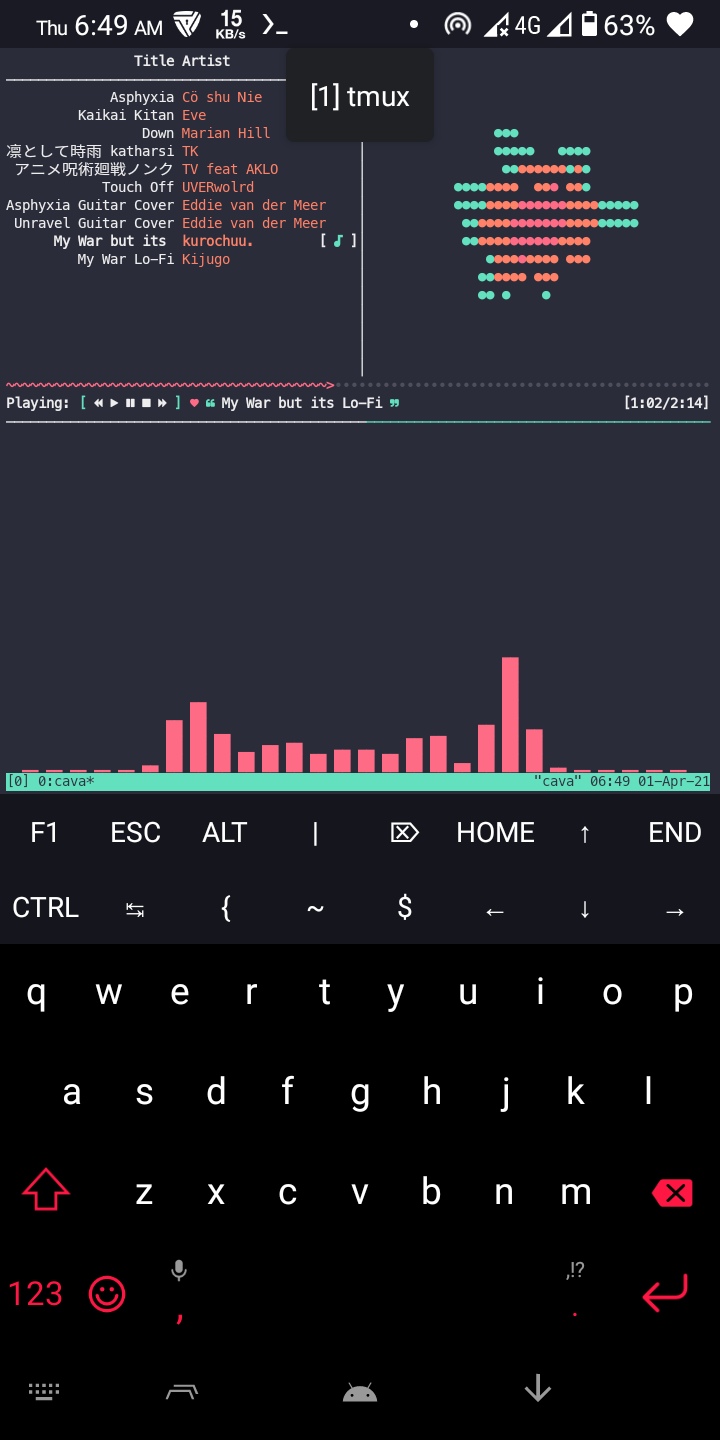 Thu 6:49 AM 15 KB/s 4G 63%
[1] tmux
Title Artist
Asphyxia Cö shu Nie
Kaikai Kitan Eve
Down Marian Hill
凛として時雨 katharsi TK
アニメ呪術廻戦ノンク TV feat AKLO
Touch Off UVERwolrd
Asphyxia Guitar Cover Eddie van der Meer
Unravel Guitar Cover Eddie van der Meer
My War but its kurochuu. [ ♪ ]
My War Lo-Fi Kijugo
Playing: [ ⏪ ▶ ⏸ ⏹ ⏩ ] ♥ ❝ My War but its Lo-Fi ❞ [1:02/2:14]
[0] 0:cava* "cava" 06:49 01-Apr-21
F1 ESC ALT | ⌦ HOME ↑ END
CTRL ↹ { ~ $ ← ↓ →
q w e r t y u i o p
a s d f g h j k l
z x c v b n m
,!?
123 , .